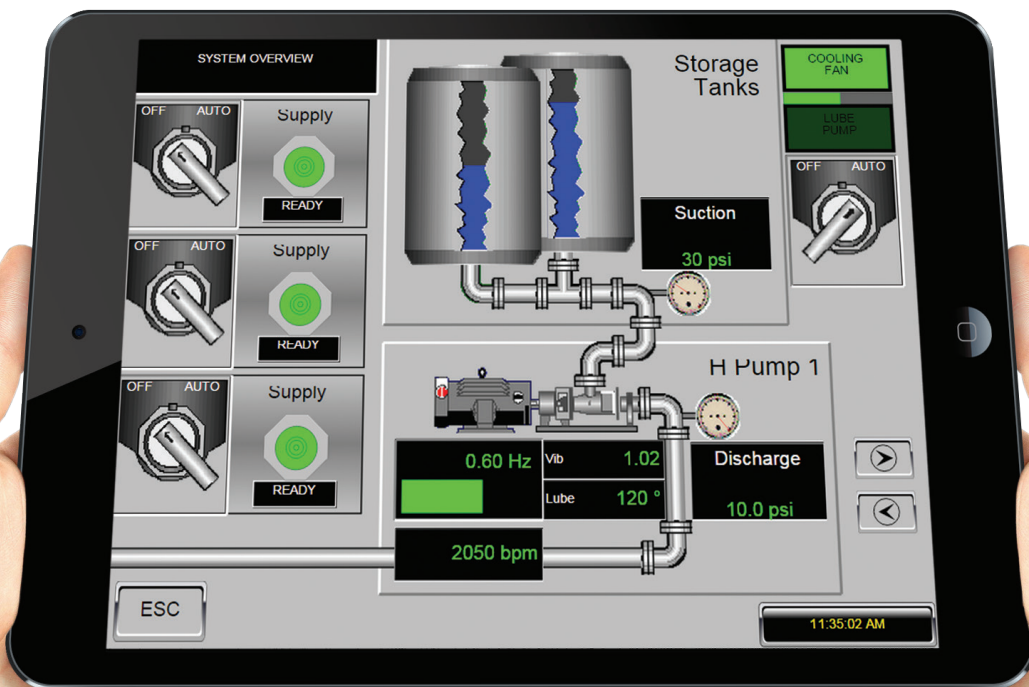 SYSTEM OVERVIEW
OFF AUTO
Supply
READY
OFF AUTO
Supply
READY
OFF AUTO
Supply
READY
Storage
Tanks
Suction
30 psi
COOLING
FAN
LUBE
PUMP
OFF AUTO
H Pump 1
0.60 Hz
Vib 1.02
Lube 120 °
Discharge
10.0 psi
2050 bpm
ESC
11:35:02 AM